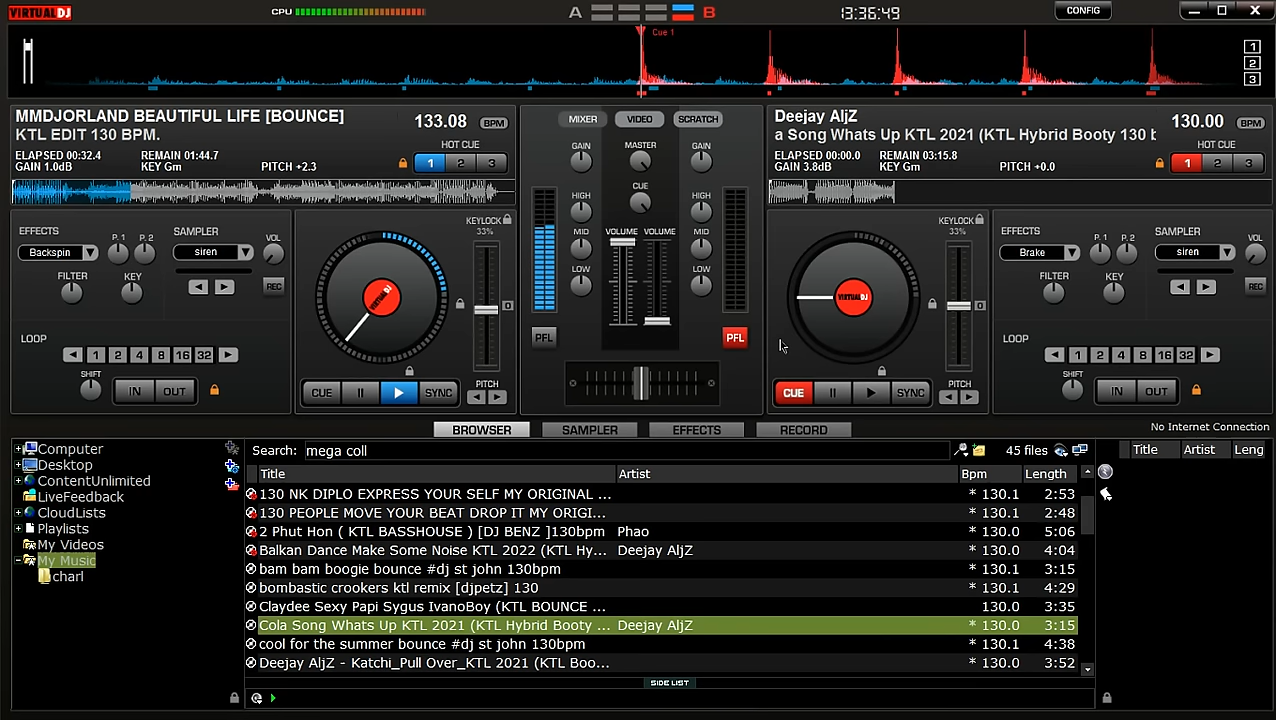 VIRTUAL DJ
CPU
A
B
13:36:49
CONFIG
Cue 1
1
2
3
MMDJORLAND BEAUTIFUL LIFE [BOUNCE]
KTL EDIT 130 BPM.
133.08 BPM
HOT CUE
ELAPSED 00:32.4 REMAIN 01:44.7
GAIN 1.0dB KEY Gm PITCH +2.3
1 2 3
MIXER VIDEO SCRATCH
Deejay AljZ
a Song Whats Up KTL 2021 (KTL Hybrid Booty 130 b
130.00 BPM
HOT CUE
ELAPSED 00:00.0 REMAIN 03:15.8
GAIN 3.8dB KEY Gm PITCH +0.0
1 2 3
EFFECTS P. 1 P. 2 SAMPLER VOL
Backspin siren
FILTER KEY REC
LOOP
1 2 4 8 16 32
SHIFT IN OUT
KEYLOCK
33%
0
VIRTUAL DJ
CUE SYNC PITCH
GAIN MASTER GAIN
CUE
HIGH HIGH
VOLUME VOLUME
MID MID
LOW LOW
PFL PFL
KEYLOCK
33%
0
VIRTUAL DJ
CUE SYNC PITCH
EFFECTS P. 1 P. 2 SAMPLER VOL
Brake siren
FILTER KEY REC
LOOP
1 2 4 8 16 32
SHIFT IN OUT
BROWSER SAMPLER EFFECTS RECORD
No Internet Connection
Computer
Desktop
ContentUnlimited
LiveFeedback
CloudLists
Playlists
My Videos
My Music
charl
Search: mega coll
45 files
Title Artist Bpm Length
130 NK DIPLO EXPRESS YOUR SELF MY ORIGINAL ... * 130.1 2:53
130 PEOPLE MOVE YOUR BEAT DROP IT MY ORIGI... * 130.1 2:48
2 Phut Hon ( KTL BASSHOUSE ) [DJ BENZ ]130bpm Phao * 130.1 5:06
Balkan Dance Make Some Noise KTL 2022 (KTL Hy... Deejay AljZ * 130.1 4:04
bam bam boogie bounce #dj st john 130bpm * 130.1 3:15
bombastic crookers ktl remix [djpetz] 130 * 130.1 4:29
Claydee Sexy Papi Sygus IvanoBoy (KTL BOUNCE ... 130.0 3:35
Cola Song Whats Up KTL 2021 (KTL Hybrid Booty ... Deejay AljZ * 130.0 3:15
cool for the summer bounce #dj st john 130bpm * 130.1 4:38
Deejay AljZ - Katchi_Pull Over_KTL 2021 (KTL Boo... * 130.0 3:52
SIDE LIST
Title Artist Leng